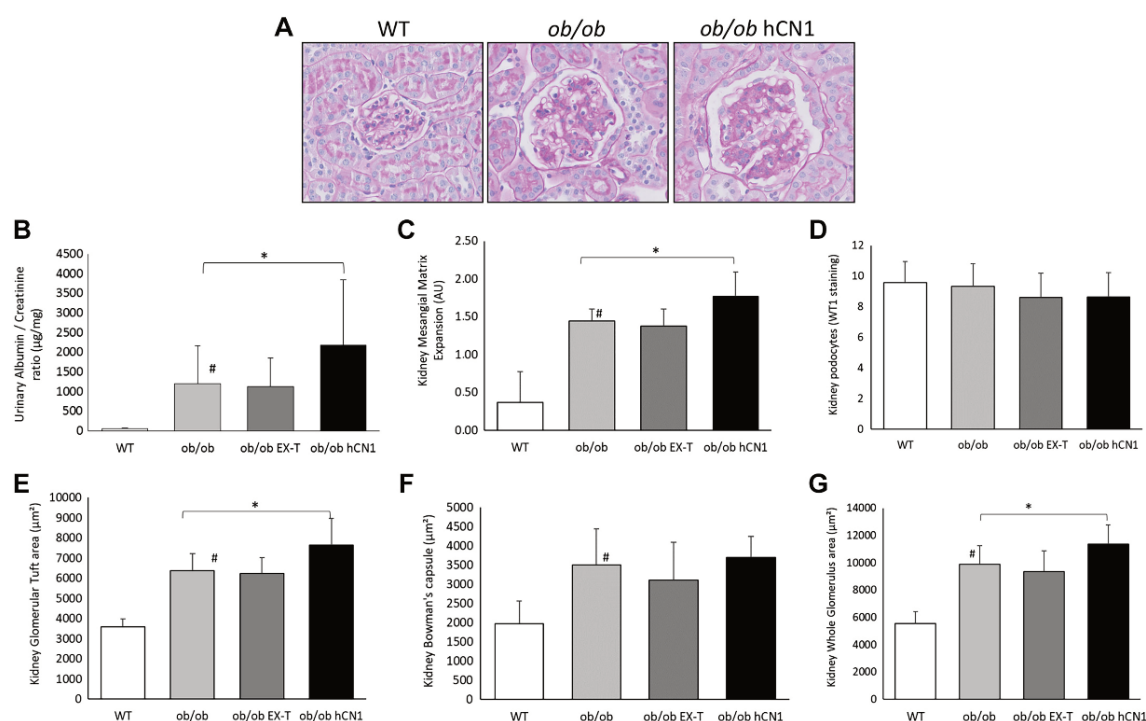 A
WT
ob/ob
ob/ob hCN1
B
Urinary Albumin / Creatinine
ratio (µg/mg)
4500
4000
3500
3000
2500
2000
1500
1000
500
0
*
#
WT
ob/ob
ob/ob EX-T
ob/ob hCN1
C
Kidney Mesangial Matrix
Expansion (AU)
2.50
2.00
1.50
1.00
0.50
0.00
*
#
WT
ob/ob
ob/ob EX-T
ob/ob hCN1
D
Kidney podocytes (WT1 staining)
12
10
8
6
4
2
0
WT
ob/ob
ob/ob EX-T
ob/ob hCN1
E
Kidney Glomerular Tuft area (µm²)
10000
9000
8000
7000
6000
5000
4000
3000
2000
1000
0
*
#
WT
ob/ob
ob/ob EX-T
ob/ob hCN1
F
Kidney Bowman's capsule (µm²)
5000
4500
4000
3500
3000
2500
2000
1500
1000
500
0
#
WT
ob/ob
ob/ob EX-T
ob/ob hCN1
G
Kidney Whole Glomerulus area (µm²)
14000
12000
10000
8000
6000
4000
2000
0
*
#
WT
ob/ob
ob/ob EX-T
ob/ob hCN1